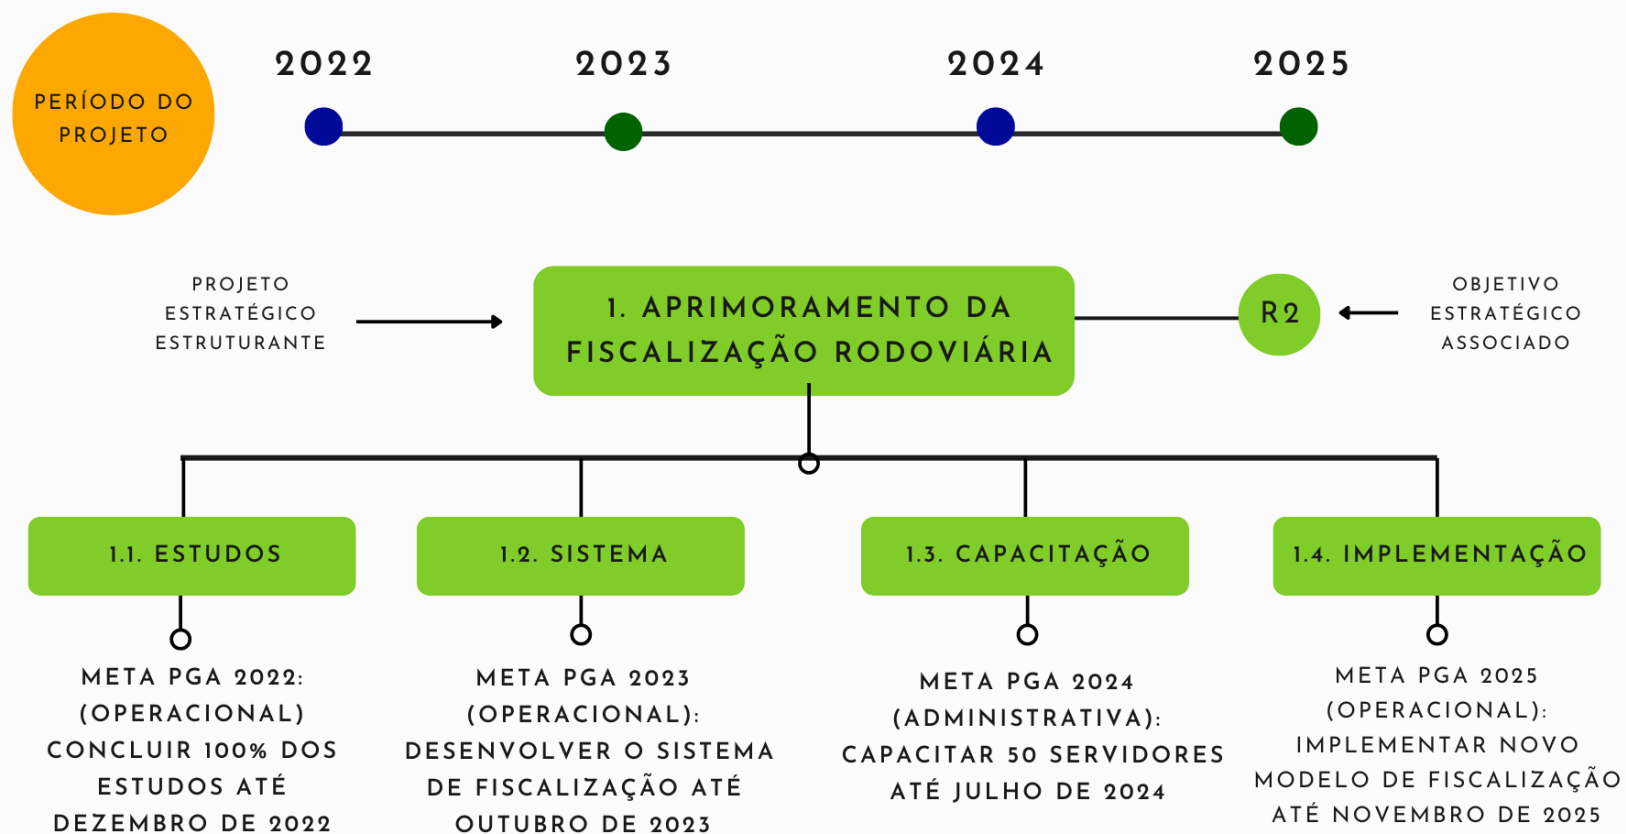 PERÍODO DO
PROJETO
2022
2023
2024
2025
PROJETO
ESTRATÉGICO
ESTRUTURANTE
1. APRIMORAMENTO DA
FISCALIZAÇÃO RODOVIÁRIA
R2
OBJETIVO
ESTRATÉGICO
ASSOCIADO
1.1. ESTUDOS
1.2. SISTEMA
1.3. CAPACITAÇÃO
1.4. IMPLEMENTAÇÃO
META PGA 2022:
(OPERACIONAL)
CONCLUIR 100% DOS
ESTUDOS ATÉ
DEZEMBRO DE 2022
META PGA 2023
(OPERACIONAL):
DESENVOLVER O SISTEMA
DE FISCALIZAÇÃO ATÉ
OUTUBRO DE 2023
META PGA 2024
(ADMINISTRATIVA):
CAPACITAR 50 SERVIDORES
ATÉ JULHO DE 2024
META PGA 2025
(OPERACIONAL):
IMPLEMENTAR NOVO
MODELO DE FISCALIZAÇÃO
ATÉ NOVEMBRO DE 2025